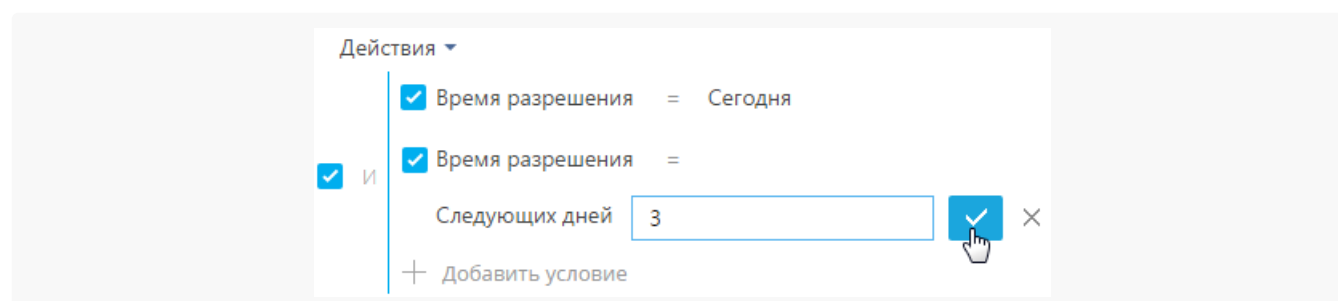 Действия
Время разрешения = Сегодня
Время разрешения =
И
Следующих дней 3
Добавить условие